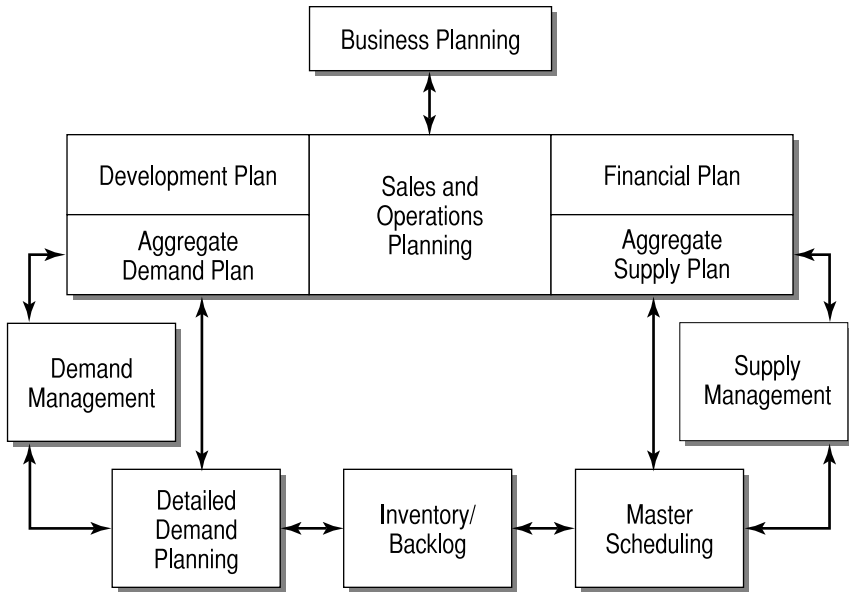 Business Planning
Development Plan
Sales and
Operations
Planning
Financial Plan
Aggregate
Demand Plan
Aggregate
Supply Plan
Demand
Management
Supply
Management
Detailed
Demand
Planning
Inventory/
Backlog
Master
Scheduling